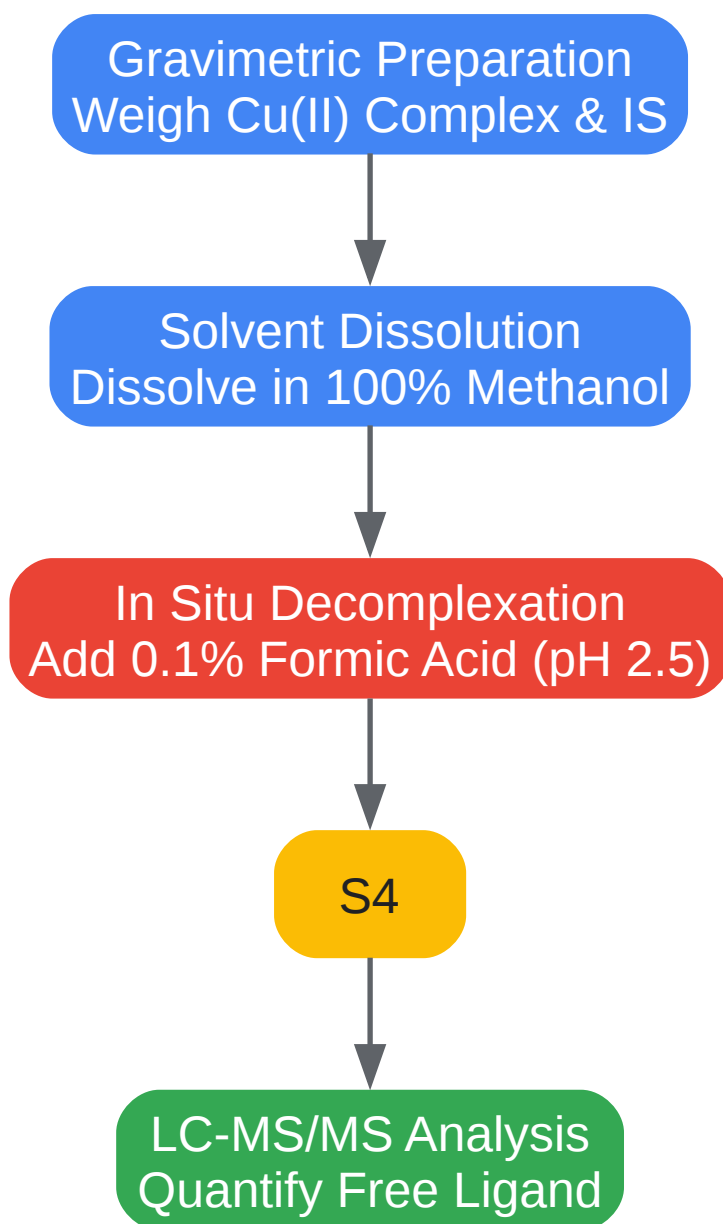 Gravimetric Preparation
Weigh Cu(II) Complex & IS
Solvent Dissolution
Dissolve in 100% Methanol
In Situ Decomplexation
Add 0.1% Formic Acid (pH 2.5)
S4
LC-MS/MS Analysis
Quantify Free Ligand